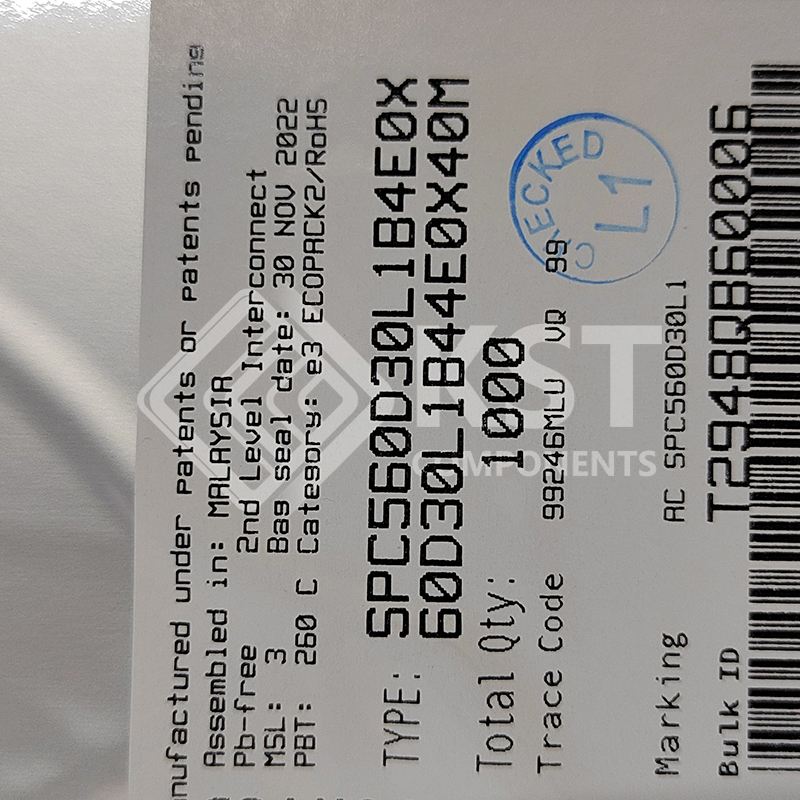 anufactured under patents or patents pending
Assembled in: MALAYSIA
Pb-free 2nd Level Interconnect
MSL: 3 Bag seal date: 30 NOV 2022
PBT: 260 C Category: e3 ECOPACK2/RoHS
TYPE: SPC560D30L1B4E0X
60D30L1B44E0X40M
Total Qty: 1000
Trace Code 99246MLU VQ 99
Marking AC SPC560D30L1
Bulk ID T2948QB60006
CHECKED
L1
KST
COMPONENTS